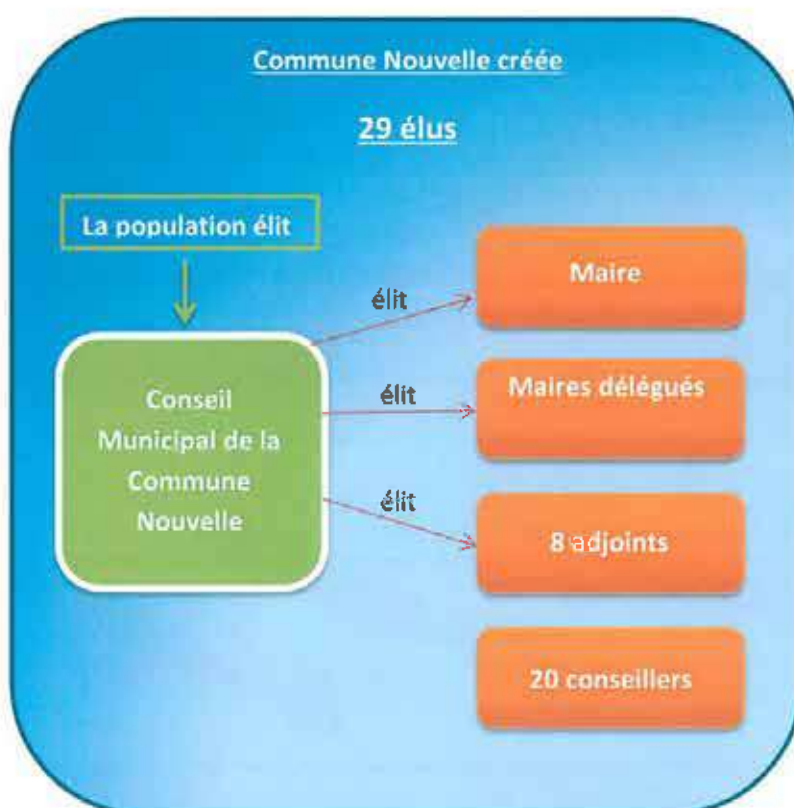 Commune Nouvelle créée
29 élus
La population élit
Conseil
Municipal de la
Commune
Nouvelle
élit
Maire
élit
Maires délégués
élit
8 adjoints
20 conseillers